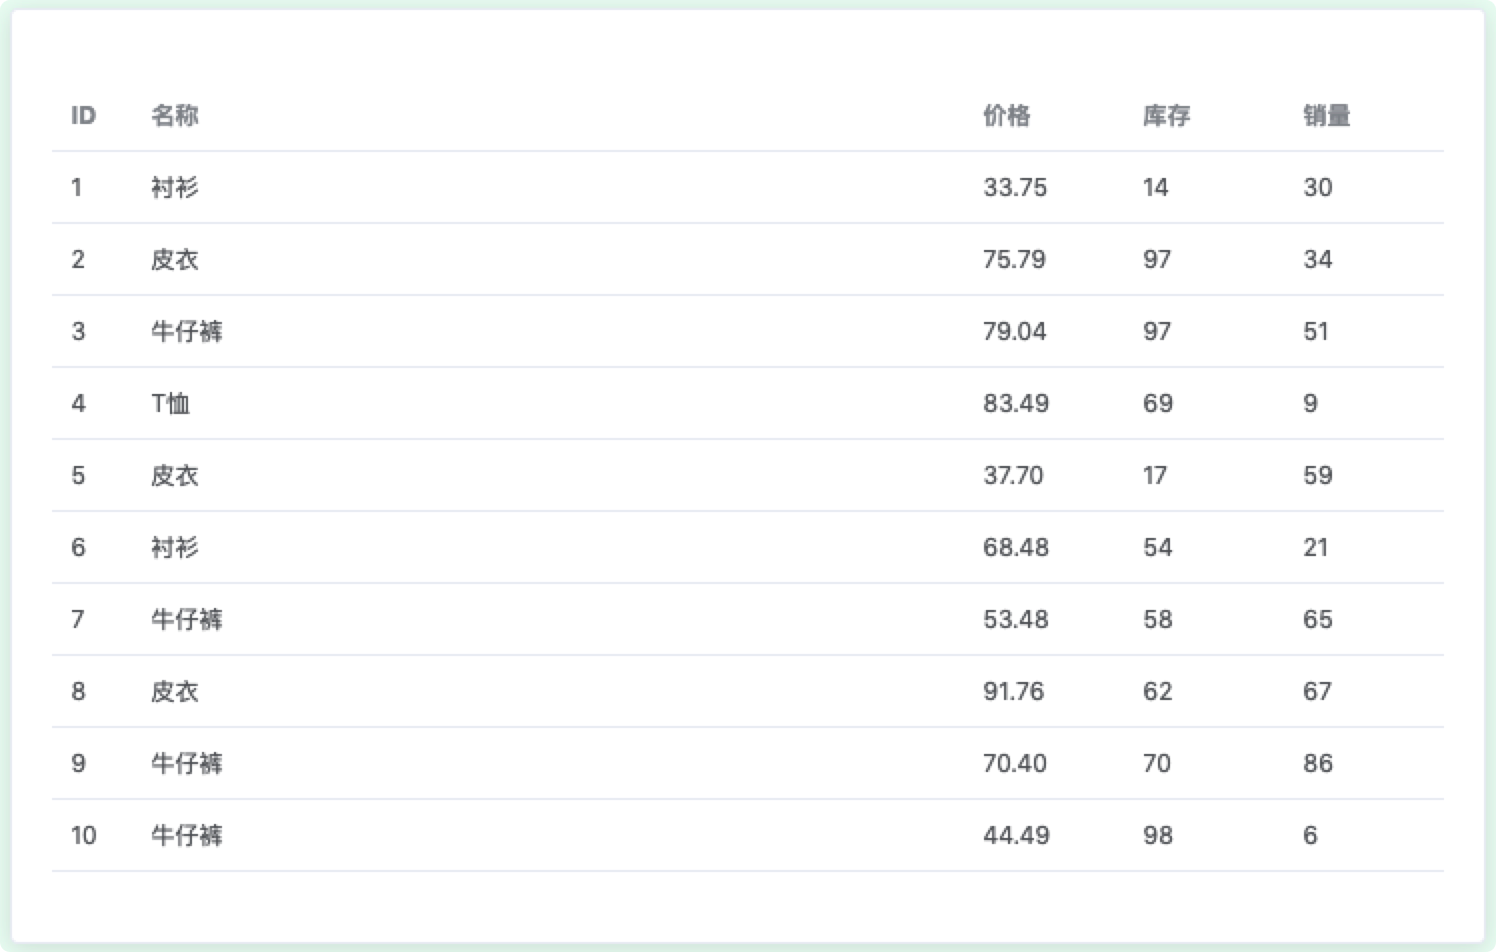 ID 名称 价格 库存 销量
1 衬衫 33.75 14 30
2 皮衣 75.79 97 34
3 牛仔裤 79.04 97 51
4 T恤 83.49 69 9
5 皮衣 37.70 17 59
6 衬衫 68.48 54 21
7 牛仔裤 53.48 58 65
8 皮衣 91.76 62 67
9 牛仔裤 70.40 70 86
10 牛仔裤 44.49 98 6